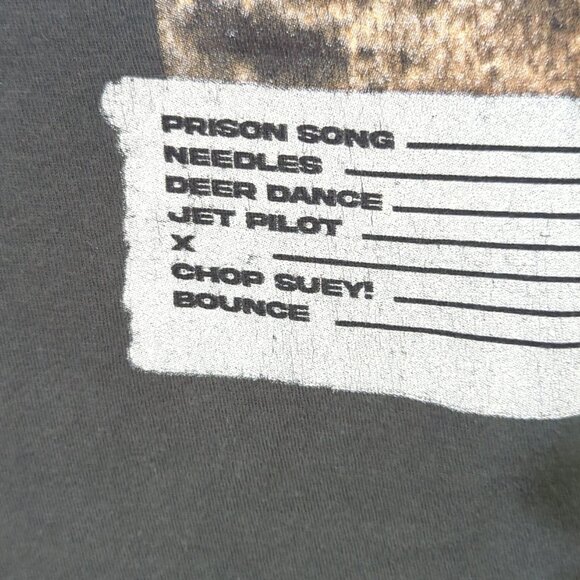 PRISON SONG
NEEDLES
DEER DANCE
JET PILOT
X
CHOP SUEY!
BOUNCE